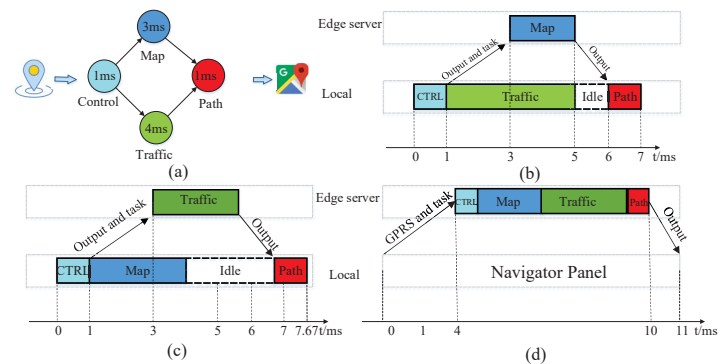 3ms
Map
1ms
Control
1ms
Path
4ms
Traffic
(a)
Edge server
Map
Output and task
Output
Local
CTRL
Traffic
Idle
Path
0 1 3 5 6 7 t/ms
(b)
Edge server
Traffic
Output and task
Output
Local
CTRL
Map
Idle
Path
0 1 3 5 6 7 7.67t/ms
(c)
CTRL
Map
Traffic
Path
GPRS and task
Output
Navigator Panel
0 1 4 10 11 t/ms
(d)